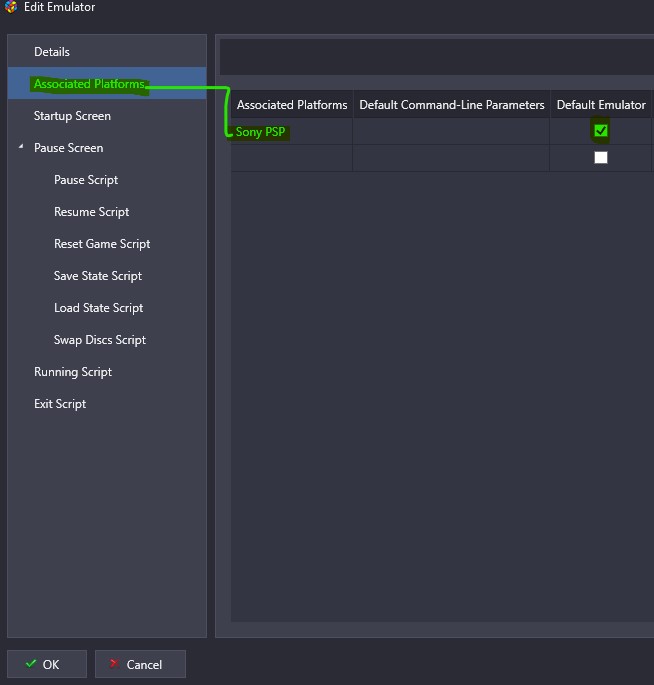 Edit Emulator
Details
Associated Platforms
Startup Screen
Pause Screen
Pause Script
Resume Script
Reset Game Script
Save State Script
Load State Script
Swap Discs Script
Running Script
Exit Script
Associated Platforms Default Command-Line Parameters Default Emulator
Sony PSP
OK Cancel